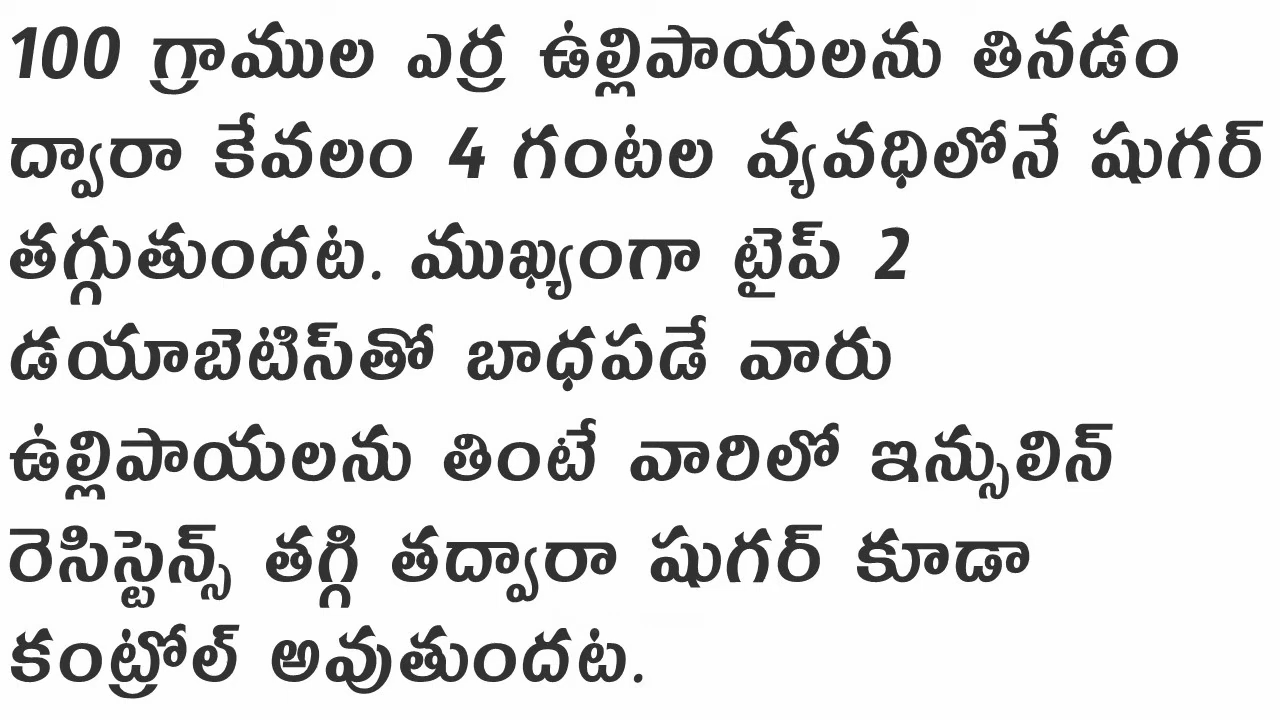 100 గ్రాముల ఎర్ర ఉల్లిపాయలను తినడం
ద్వారా కేవలం 4 గంటల వ్యవధిలోనే షుగర్
తగ్గుతుందట. ముఖ్యంగా టైప్ 2
డయాబెటిస్‌తో బాధపడే వారు
ఉల్లిపాయలను తింటే వారిలో ఇన్సులిన్
రెసిస్టెన్స్ తగ్గి తద్వారా షుగర్ కూడా
కంట్రోల్ అవుతుందట.